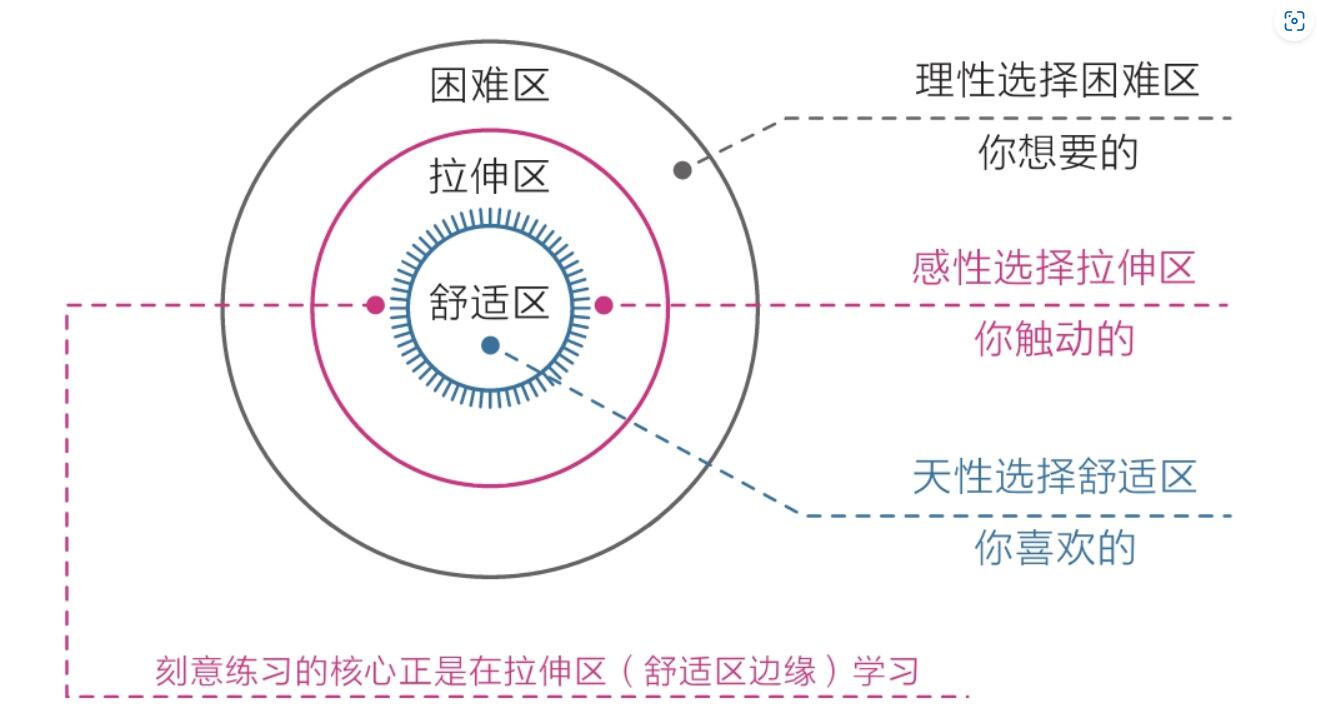 困难区
理性选择困难区
你想要的
拉伸区
感性选择拉伸区
你触动的
舒适区
天性选择舒适区
你喜欢的
刻意练习的核心正是在拉伸区（舒适区边缘）学习